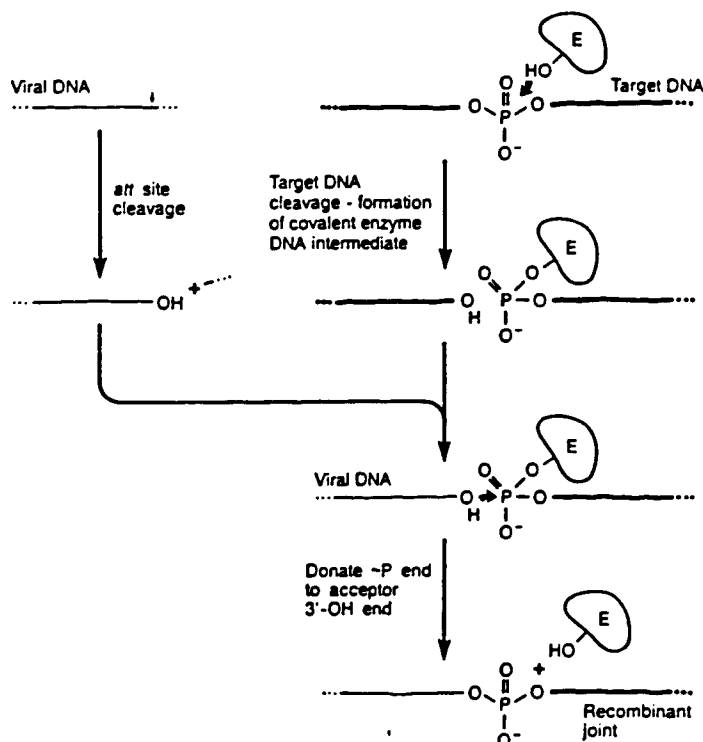 E
HO
O
Viral DNA
O P O
Target DNA
O⁻
att site
cleavage
Target DNA
cleavage - formation
of covalent enzyme
DNA intermediate
E
O O
+
OH
O P O
H
O⁻
E
Viral DNA
O O
O P O
H
O⁻
Donate ~P end
to acceptor
3'-OH end
E
O + HO
O P O
O⁻
Recombinant
joint